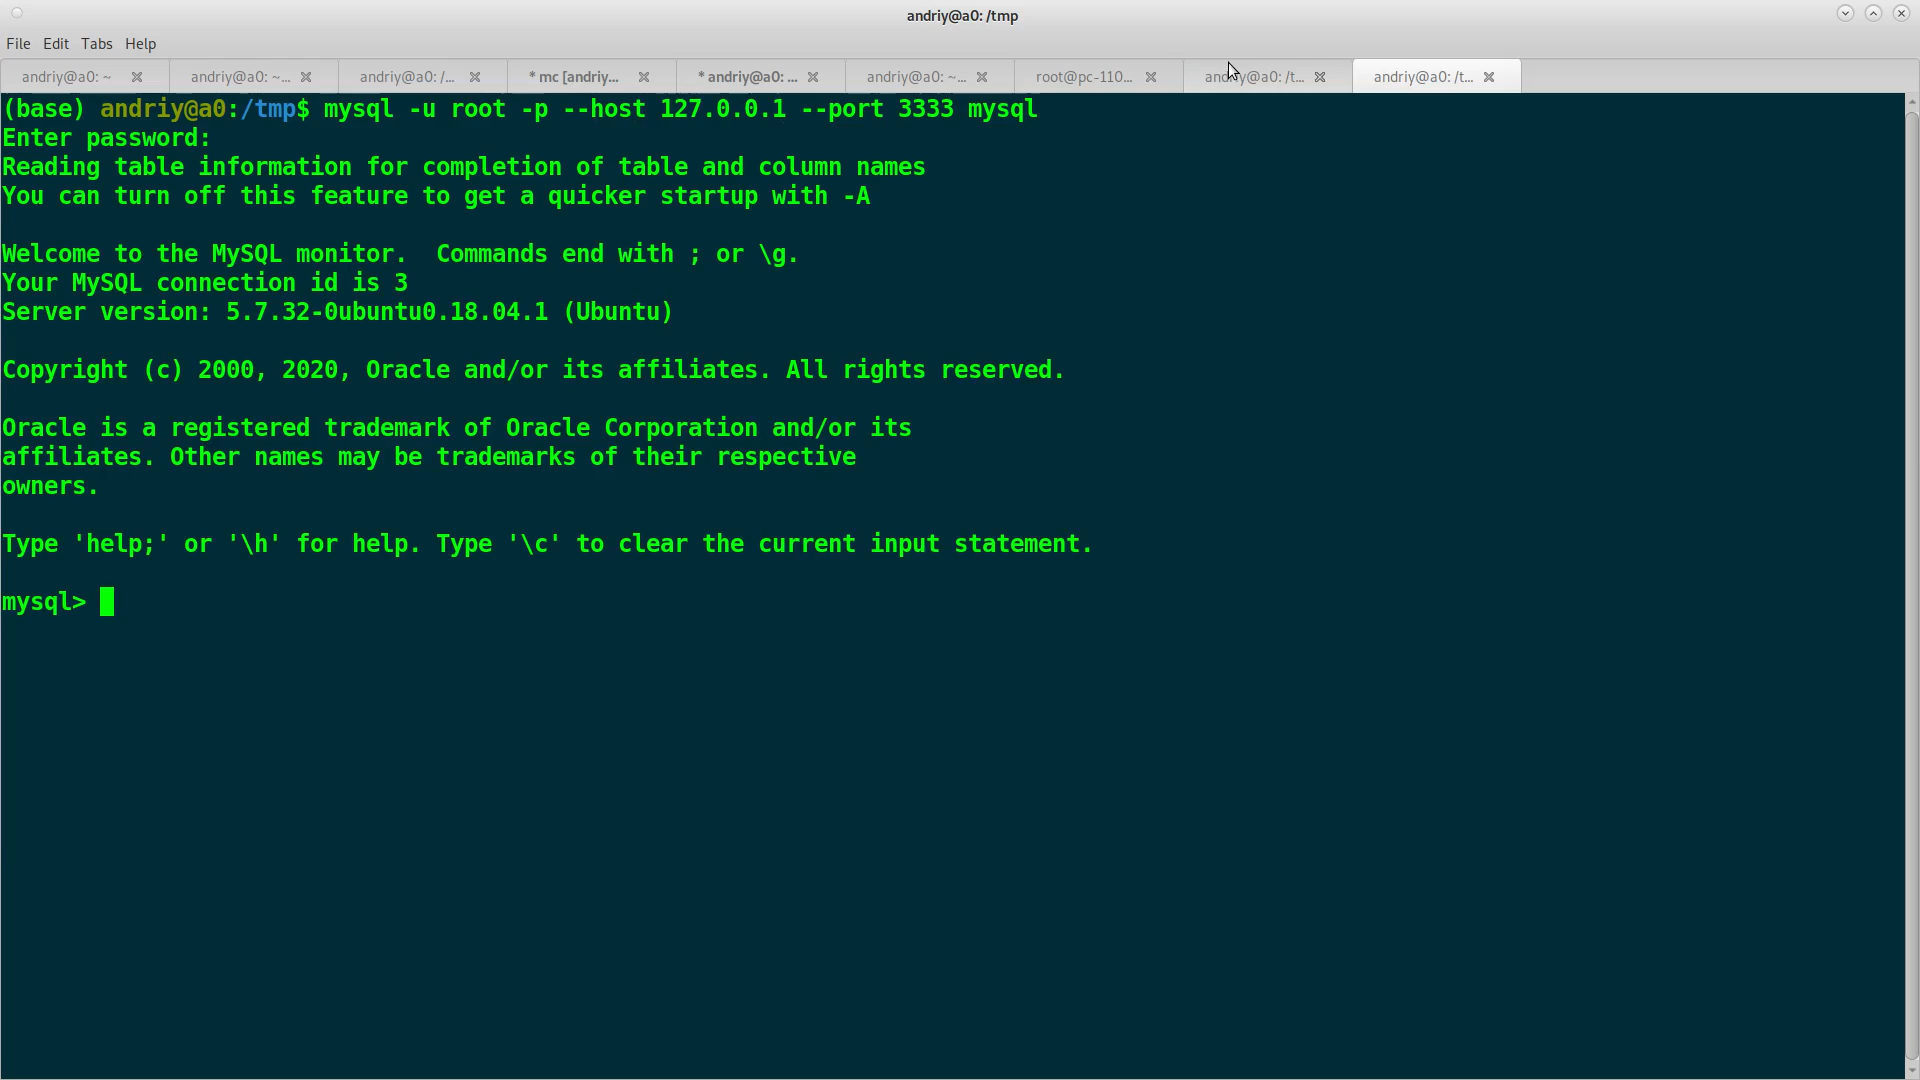 andriy@a0: /tmp
File Edit Tabs Help
andriy@a0: ~ andriy@a0: ~... andriy@a0: /... * mc [andriy... * andriy@a0: ... andriy@a0: ~... root@pc-110... andriy@a0: /t... andriy@a0: /t...
(base) andriy@a0:/tmp$ mysql -u root -p --host 127.0.0.1 --port 3333 mysql
Enter password:
Reading table information for completion of table and column names
You can turn off this feature to get a quicker startup with -A
Welcome to the MySQL monitor.  Commands end with ; or \g.
Your MySQL connection id is 3
Server version: 5.7.32-0ubuntu0.18.04.1 (Ubuntu)
Copyright (c) 2000, 2020, Oracle and/or its affiliates. All rights reserved.
Oracle is a registered trademark of Oracle Corporation and/or its
affiliates. Other names may be trademarks of their respective
owners.
Type 'help;' or '\h' for help. Type '\c' to clear the current input statement.
mysql>